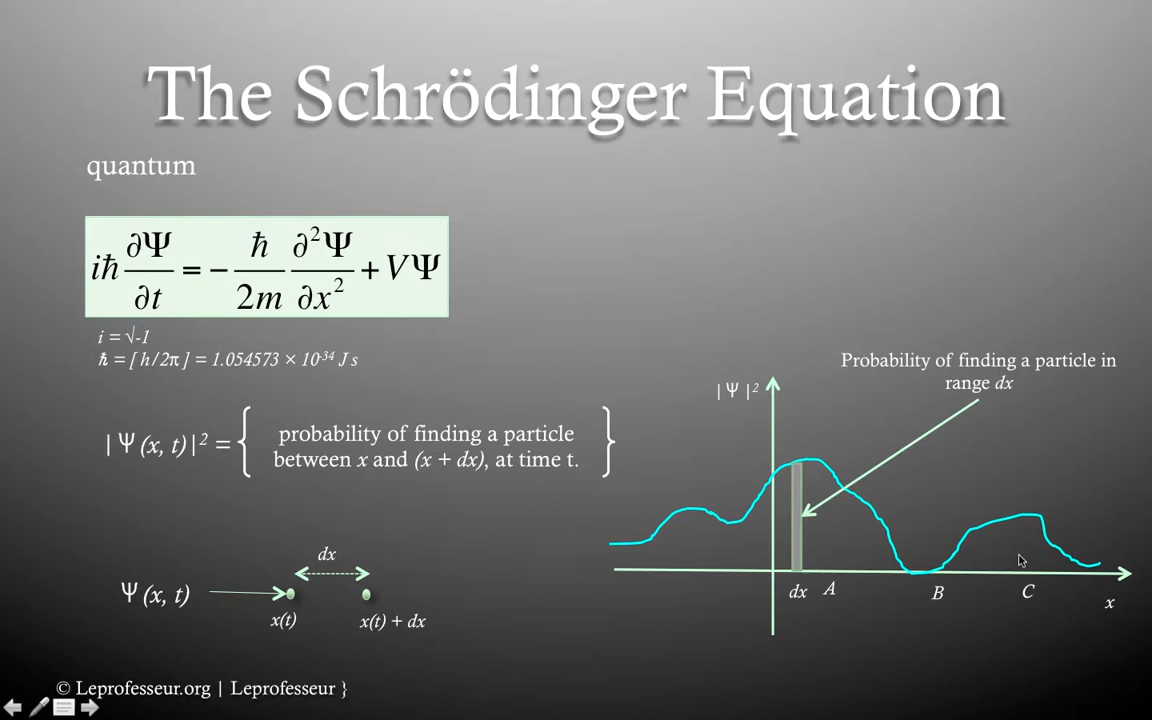 The Schrödinger Equation
quantum
iħ ∂Ψ/∂t = − ħ/2m ∂²Ψ/∂x² + VΨ
i = √-1
ħ = [ h/2π ] = 1.054573 × 10⁻³⁴ J s
Probability of finding a particle in
range dx
| Ψ |²
| Ψ (x, t)|² = { probability of finding a particle
between x and (x + dx), at time t. }
dx
Ψ (x, t)
x(t)
x(t) + dx
dx A B C x
© Leprofesseur.org | Leprofesseur }